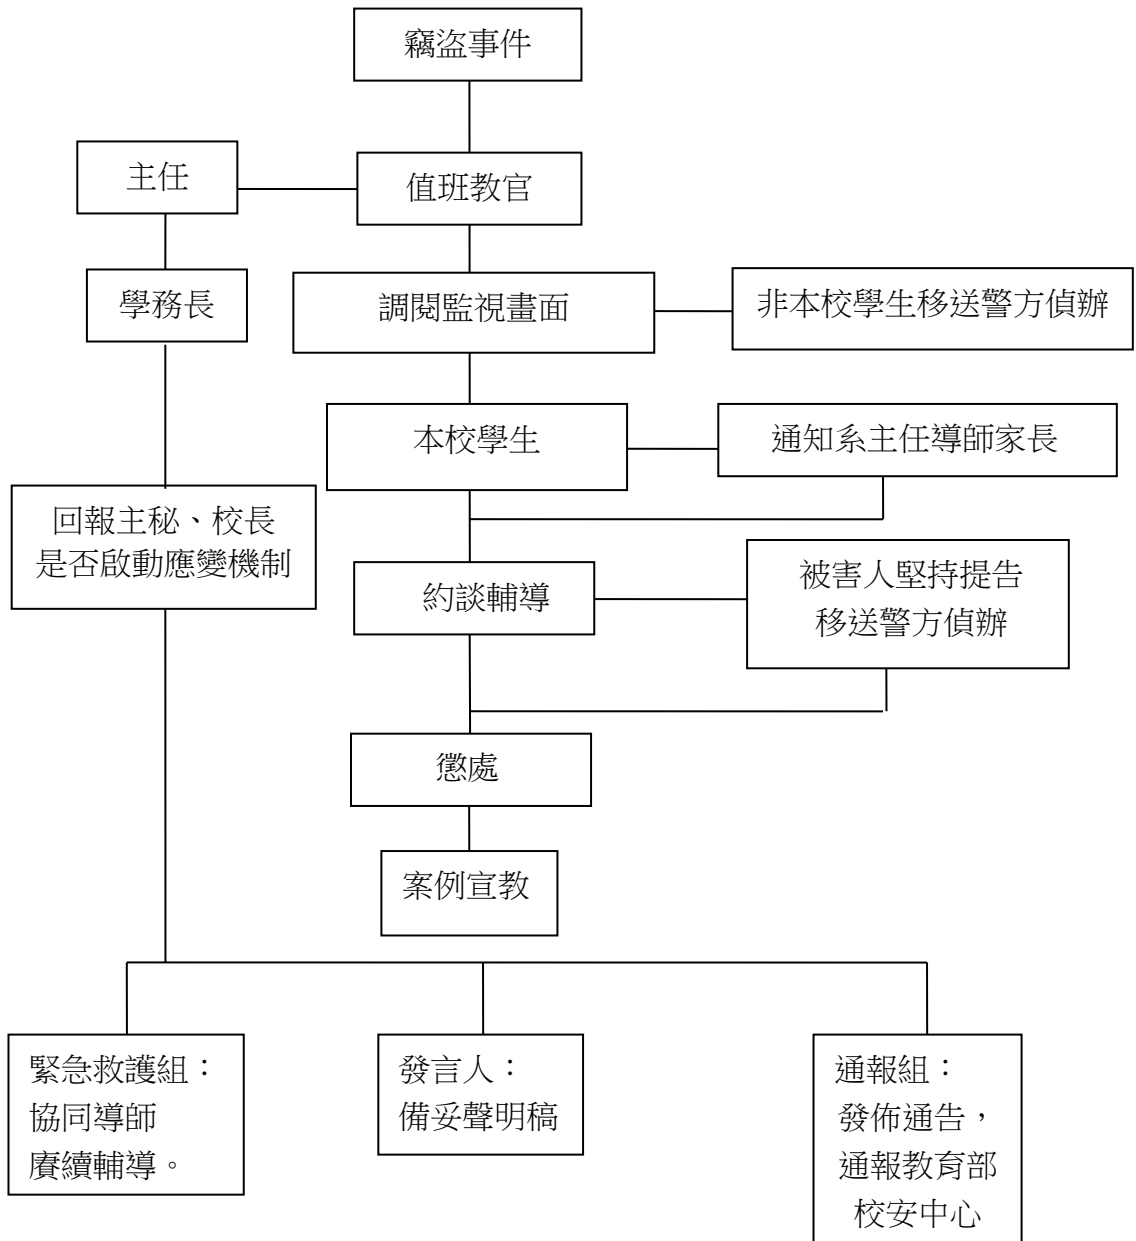 竊盜事件
主任
值班教官
學務長
調閱監視畫面
非本校學生移送警方偵辦
本校學生
通知系主任導師家長
回報主秘、校長
是否啟動應變機制
約談輔導
被害人堅持提告
移送警方偵辦
懲處
案例宣教
緊急救護組：
協同導師
賡續輔導。
發言人：
備妥聲明稿
通報組：
發佈通告，
通報教育部
校安中心